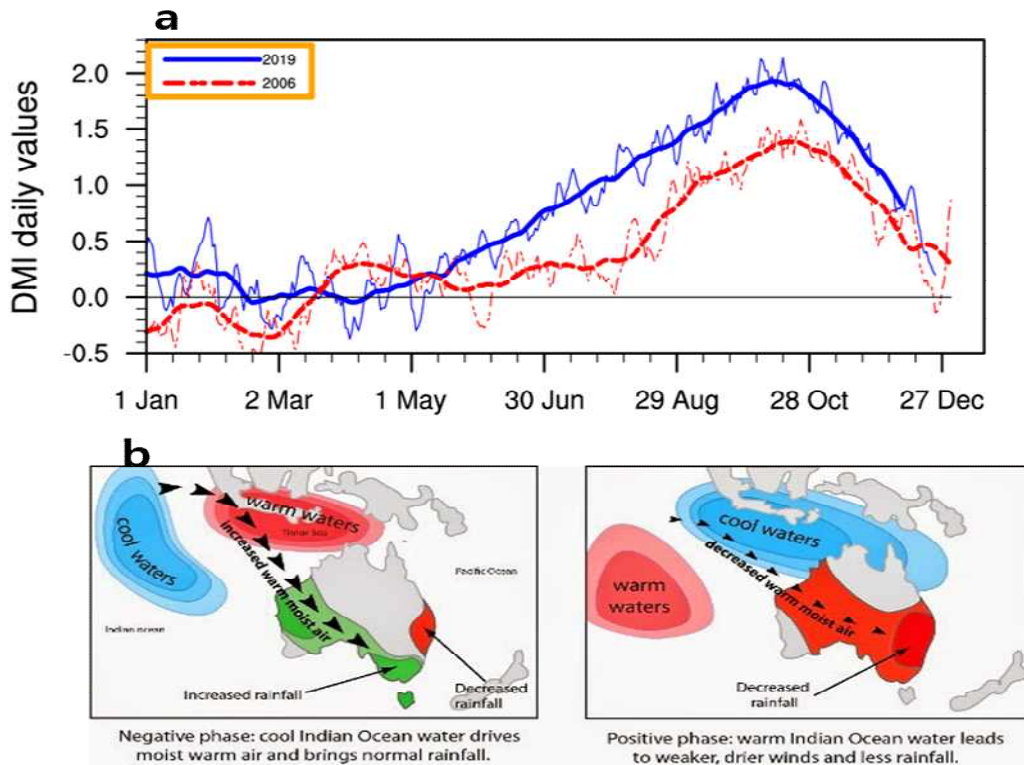 a
2019
2006
DMI daily values
2.0
1.5
1.0
0.5
0.0
-0.5
1 Jan
2 Mar
1 May
30 Jun
29 Aug
28 Oct
27 Dec
b
cool waters
warm waters
Timor Sea
increased warm moist air
Pacific Ocean
Indian ocean
Increased rainfall
Decreased
rainfall
Negative phase: cool Indian Ocean water drives
moist warm air and brings normal rainfall.
cool waters
warm
waters
decreased warm moist air
Decreased
rainfall
Positive phase: warm Indian Ocean water leads
to weaker, drier winds and less rainfall.